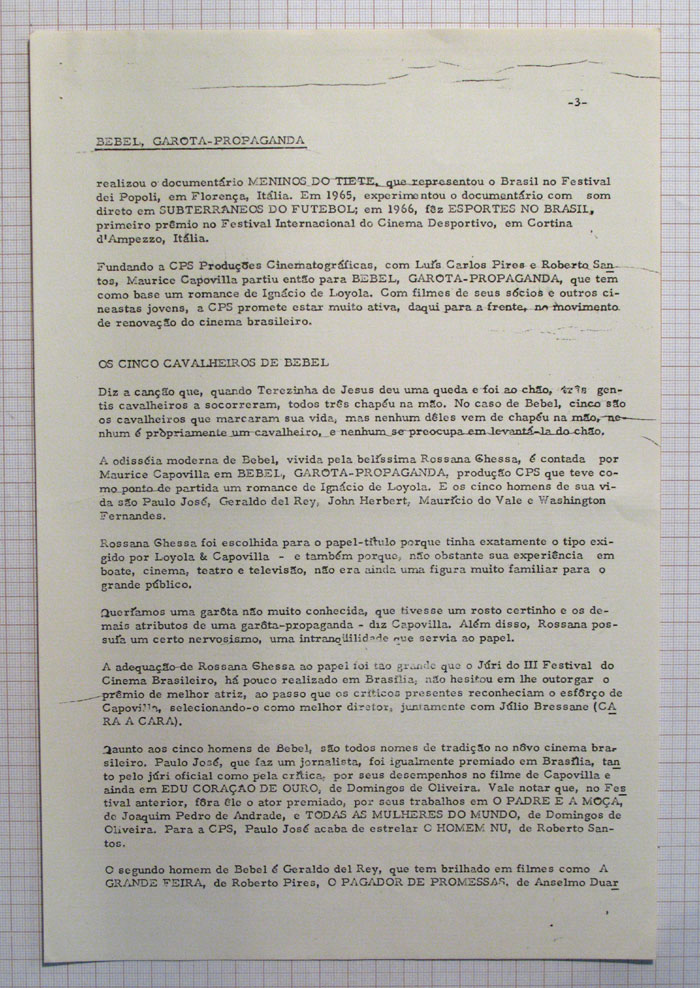 -3-
BEBEL, GAROTA-PROPAGANDA
realizou o documentário MENINOS DO TIETE, que representou o Brasil no Festival
dei Popoli, em Florença, Itália. Em 1965, experimentou o documentário com som
direto em SUBTERRÂNEOS DO FUTEBOL; em 1966, fêz ESPORTES NO BRASIL,
primeiro prêmio no Festival Internacional do Cinema Desportivo, em Cortina
d'Ampezzo, Itália.
Fundando a CPS Produções Cinematográficas, com Luís Carlos Pires e Roberto San-
tos, Maurice Capovilla partiu então para BEBEL, GAROTA-PROPAGANDA, que tem
como base um romance de Ignácio de Loyola. Com filmes de seus sócios e outros ci-
neastas jovens, a CPS promete estar muito ativa, daqui para a frente, no movimento
de renovação do cinema brasileiro.
OS CINCO CAVALHEIROS DE BEBEL
Diz a canção que, quando Terezinha de Jesus deu uma queda e foi ao chão, três gen-
tis cavalheiros a socorreram, todos três chapéu na mão. No caso de Bebel, cinco são
os cavalheiros que marcaram sua vida, mas nenhum dêles vem de chapéu na mão, ne-
nhum é pròpriamente um cavalheiro, e nenhum se preocupa em levantá-la do chão.
A odisséia moderna de Bebel, vivida pela belíssima Rossana Ghessa, é contada por
Maurice Capovilla em BEBEL, GAROTA-PROPAGANDA, produção CPS que teve co-
mo ponto de partida um romance de Ignácio de Loyola. E os cinco homens de sua vi-
da são Paulo José, Geraldo del Rey, John Herbert, Maurício do Vale e Washington
Fernandes.
Rossana Ghessa foi escolhida para o papel-título porque tinha exatamente o tipo exi-
gido por Loyola & Capovilla - e também porque, não obstante sua experiência em
boate, cinema, teatro e televisão, não era ainda uma figura muito familiar para o
grande público.
Queríamos uma garôta não muito conhecida, que tivesse um rosto certinho e os de-
mais atributos de uma garôta-propaganda - diz Capovilla. Além disso, Rossana pos-
suía um certo nervosismo, uma intranqüilidade que servia ao papel.
A adequação de Rossana Ghessa ao papel foi tão grande que o Júri do III Festival do
Cinema Brasileiro, há pouco realizado em Brasília, não hesitou em lhe outorgar o
prêmio de melhor atriz, ao passo que os críticos presentes reconheciam o esfôrço de
Capovilla, selecionando-o como melhor diretor, juntamente com Júlio Bressane (CA
RA A CARA).
Qaunto aos cinco homens de Bebel, são todos nomes de tradição no nôvo cinema bra-
sileiro. Paulo José, que faz um jornalista, foi igualmente premiado em Brasília, tan
to pelo júri oficial como pela crítica, por seus desempenhos no filme de Capovilla e
ainda em EDU CORAÇÃO DE OURO, de Domingos de Oliveira. Vale notar que, no Fes
tival anterior, fôra êle o ator premiado, por seus trabalhos em O PADRE E A MOÇA,
de Joaquim Pedro de Andrade, e TODAS AS MULHERES DO MUNDO, de Domingos de
Oliveira. Para a CPS, Paulo José acaba de estrelar O HOMEM NU, de Roberto San-
tos.
O segundo homem de Bebel é Geraldo del Rey, que tem brilhado em filmes como A
GRANDE FEIRA, de Roberto Pires, O PAGADOR DE PROMESSAS, de Anselmo Duar